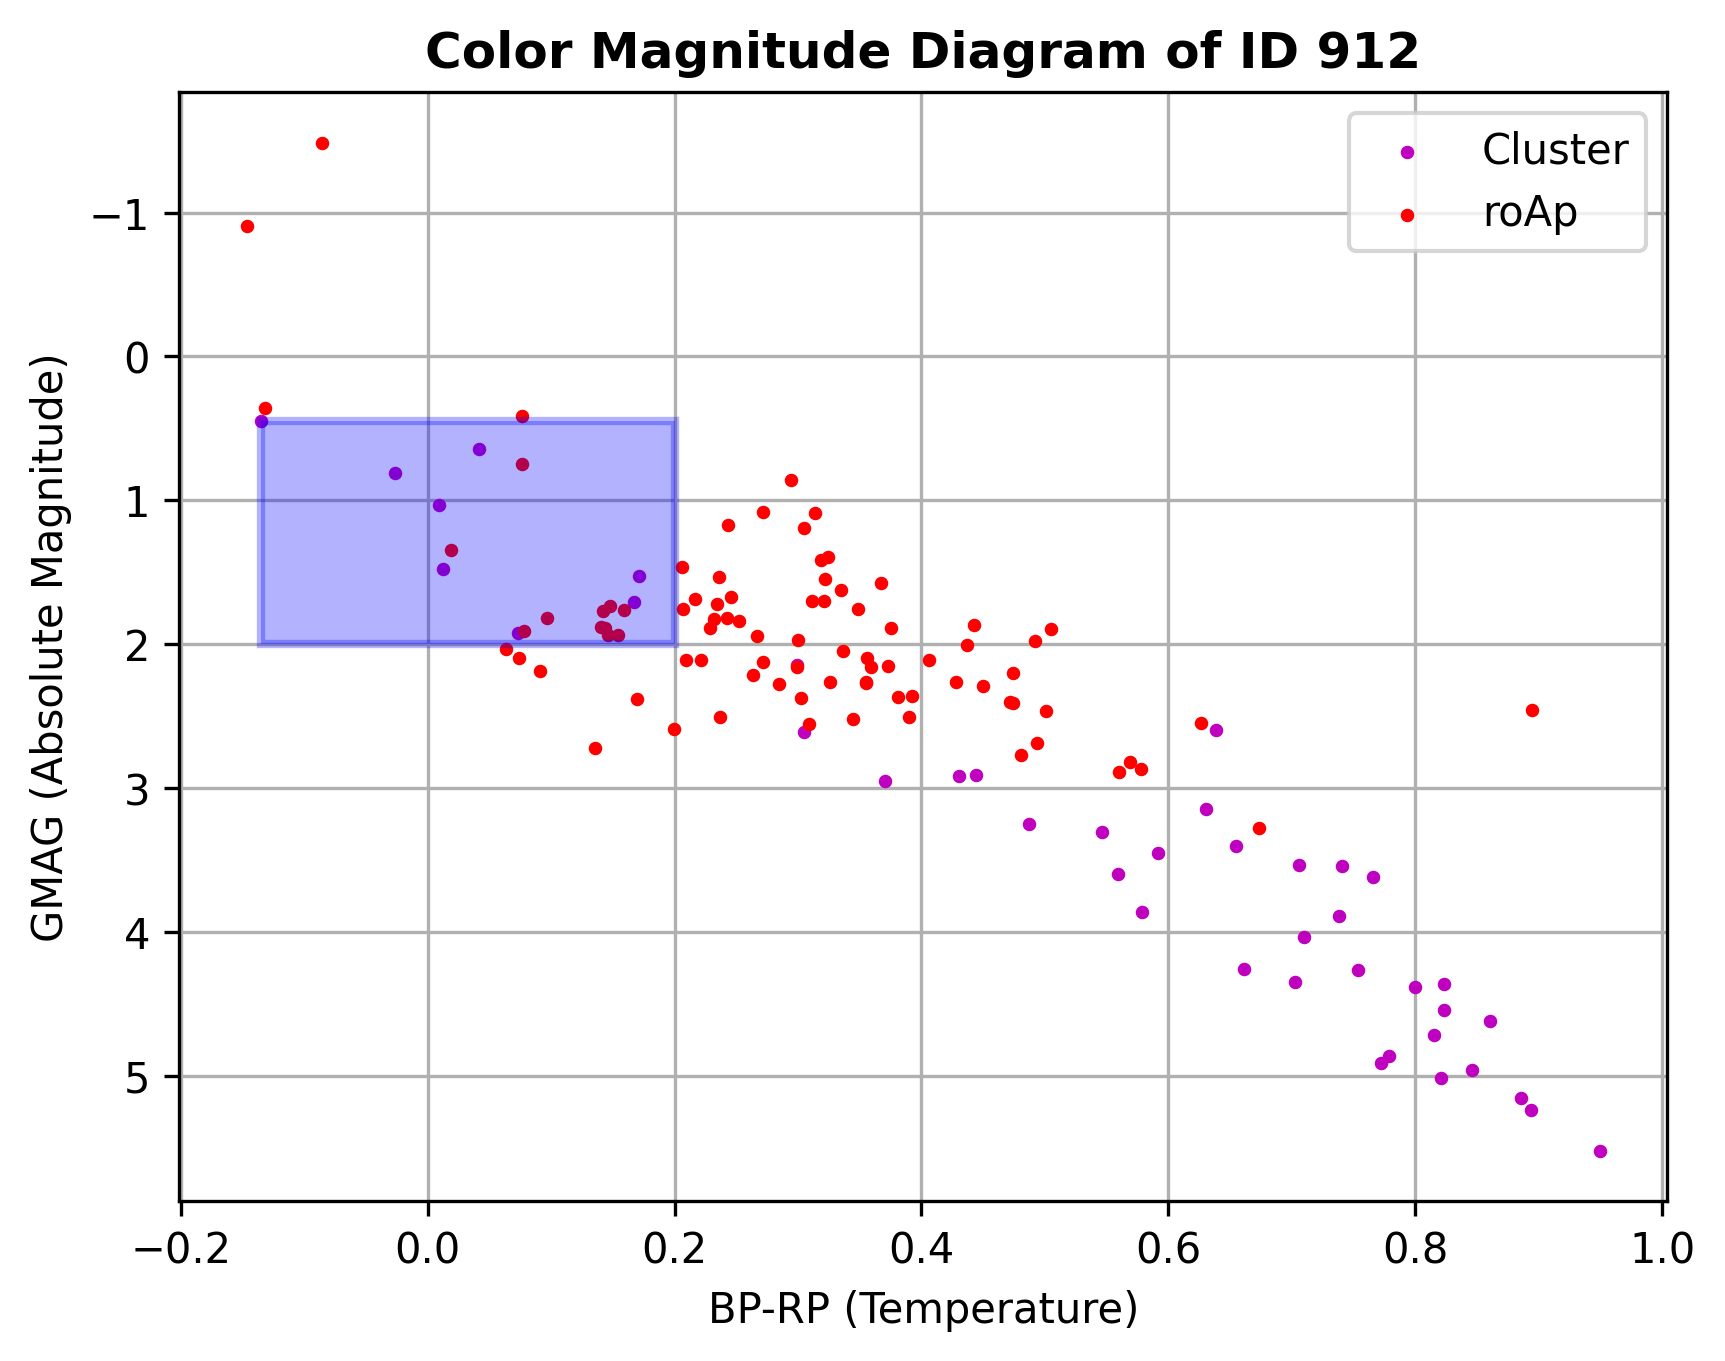 Color Magnitude Diagram of ID 912
Cluster
roAp
GMAG (Absolute Magnitude)
−1
0
1
2
3
4
5
−0.2 0.0 0.2 0.4 0.6 0.8 1.0
BP-RP (Temperature)